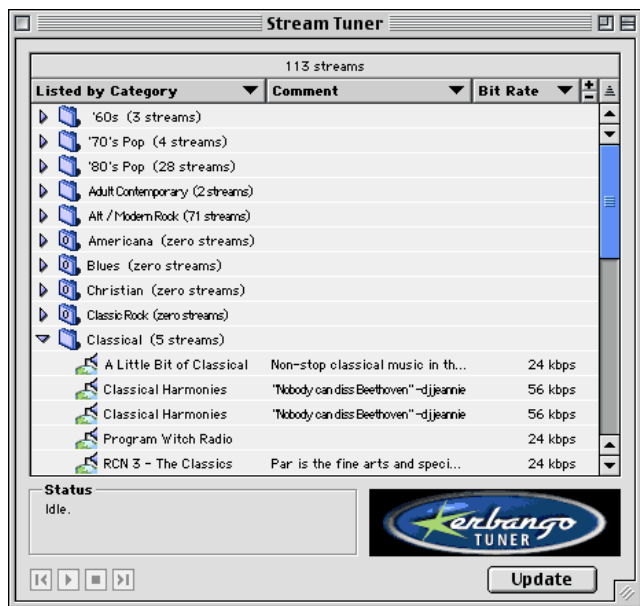 Stream Tuner
113 streams
Listed by Category Comment Bit Rate
'60s (3 streams)
'70's Pop (4 streams)
'80's Pop (28 streams)
Adult Contemporary (2 streams)
Alt / Modern Rock (71 streams)
0 Americana (zero streams)
0 Blues (zero streams)
0 Christian (zero streams)
0 Classic Rock (zero streams)
Classical (5 streams)
A Little Bit of Classical Non-stop classical music in th... 24 kbps
Classical Harmonies "Nobody can diss Beethoven" -djjeannie 56 kbps
Classical Harmonies "Nobody can diss Beethoven" -djjeannie 56 kbps
Program Witch Radio 24 kbps
RCN 3 - The Classics Par is the fine arts and speci... 24 kbps
Status
Idle.
kerbango
TUNER
Update